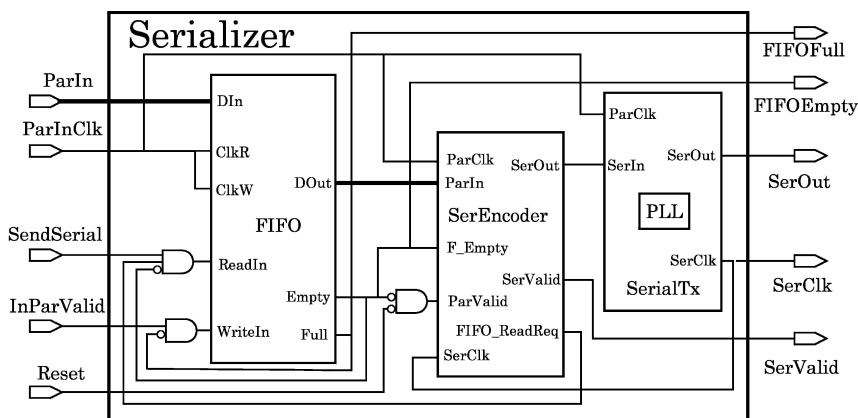 Serializer
FIFOFull
ParIn
FIFOEmpty
DIn
ParClk
ParInClk
ClkR
ParClk
SerOut
SerIn
SerOut
ClkW
DOut
ParIn
SerOut
SerEncoder
PLL
SendSerial
FIFO
F_Empty
ReadIn
SerClk
SerValid
SerialTx
SerClk
InParValid
Empty
ParValid
WriteIn
Full
FIFO_ReadReq
SerClk
SerValid
Reset